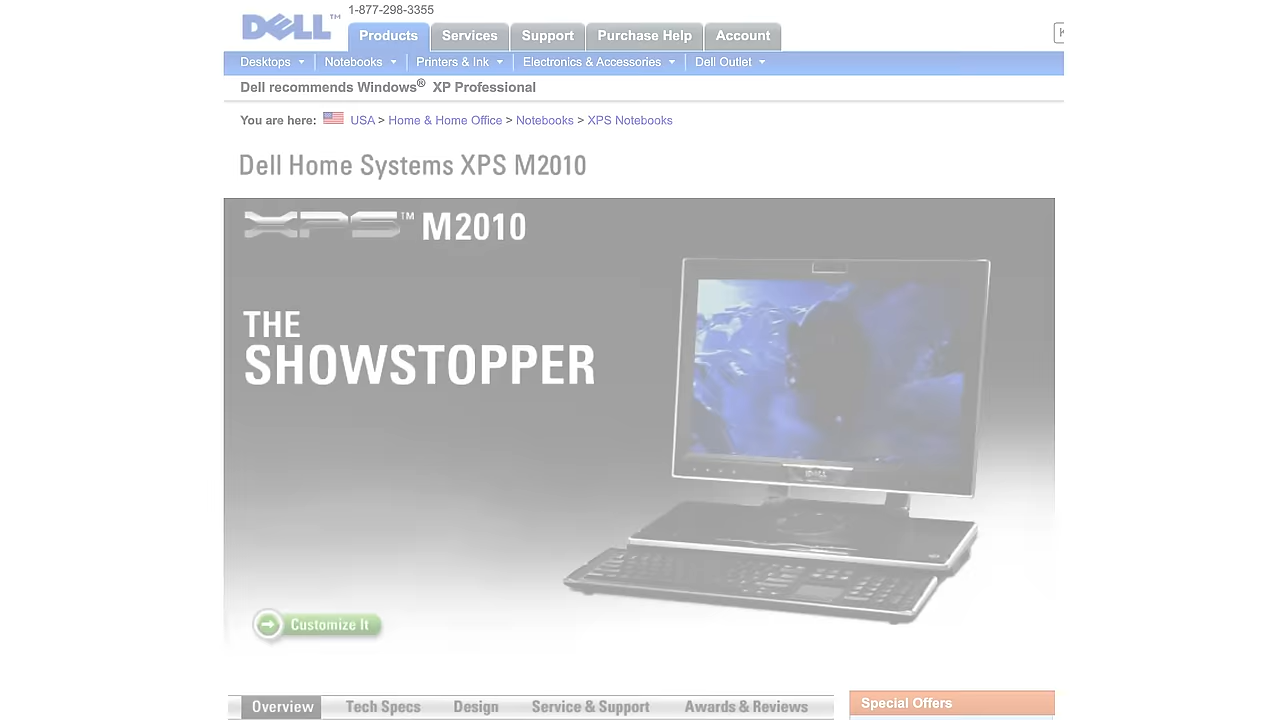 1-877-298-3355
DELL™
Products Services Support Purchase Help Account
Desktops Notebooks Printers & Ink Electronics & Accessories Dell Outlet
Dell recommends Windows® XP Professional
You are here: USA > Home & Home Office > Notebooks > XPS Notebooks
Dell Home Systems XPS M2010
XPS™ M2010
THE
SHOWSTOPPER
Customize It
Overview Tech Specs Design Service & Support Awards & Reviews
Special Offers